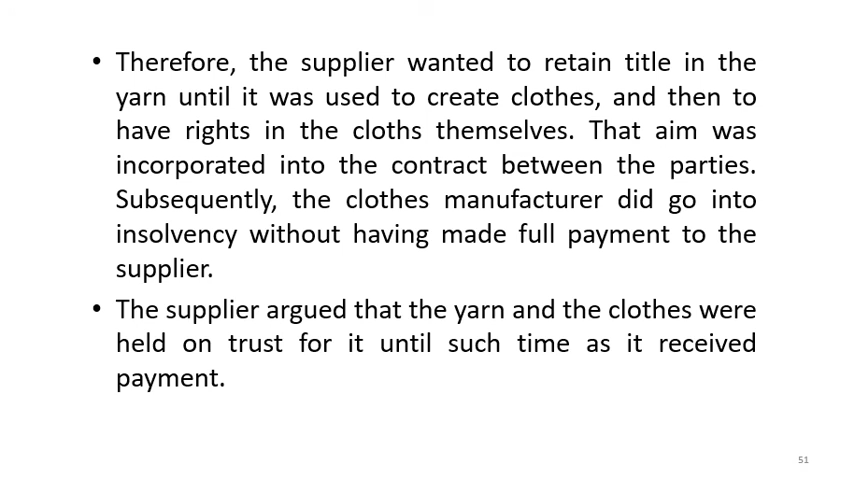 • Therefore, the supplier wanted to retain title in the
yarn until it was used to create clothes, and then to
have rights in the cloths themselves. That aim was
incorporated into the contract between the parties.
Subsequently, the clothes manufacturer did go into
insolvency without having made full payment to the
supplier.
• The supplier argued that the yarn and the clothes were
held on trust for it until such time as it received
payment.
51